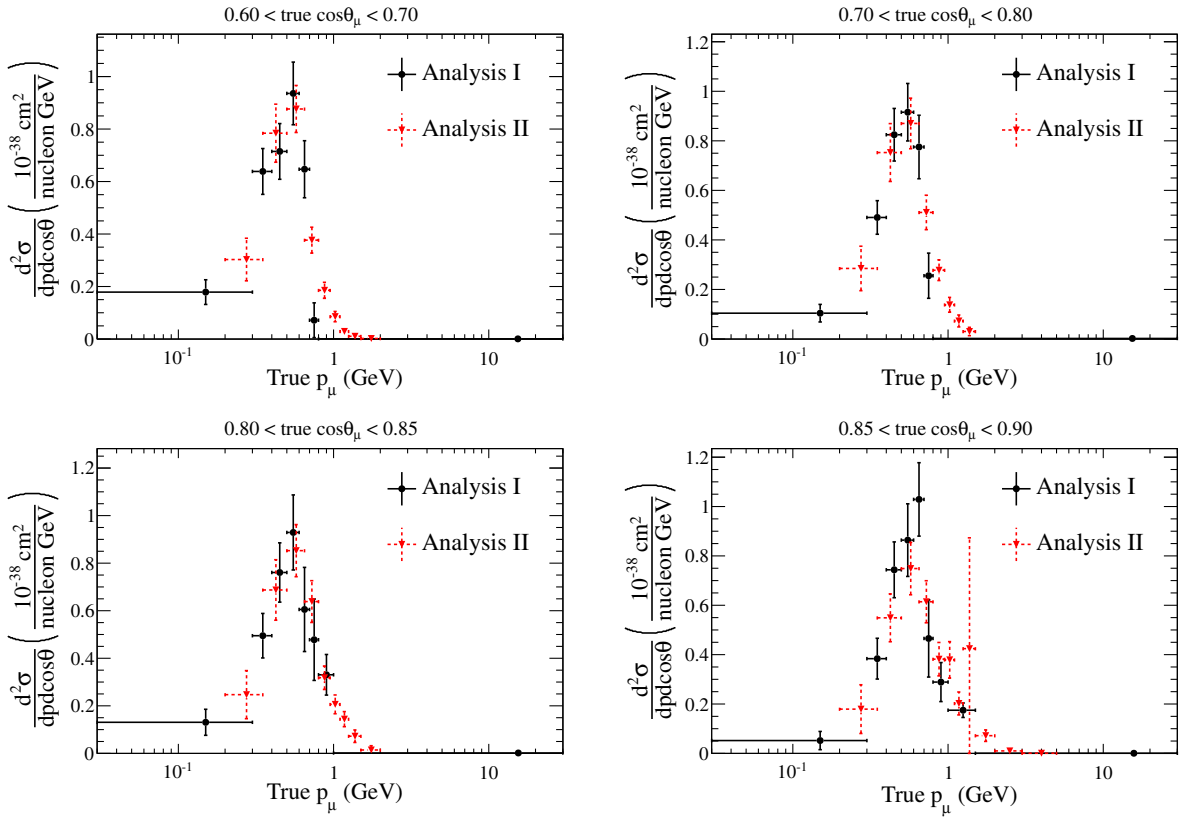 0.60 < true cosθμ < 0.70
d²σ/dpdcosθ (10⁻³⁸ cm²/nucleon GeV)
Analysis I
Analysis II
1
0.8
0.6
0.4
0.2
0
10⁻¹ 1 10
True pμ (GeV)
0.70 < true cosθμ < 0.80
d²σ/dpdcosθ (10⁻³⁸ cm²/nucleon GeV)
Analysis I
Analysis II
1.2
1
0.8
0.6
0.4
0.2
0
10⁻¹ 1 10
True pμ (GeV)
0.80 < true cosθμ < 0.85
d²σ/dpdcosθ (10⁻³⁸ cm²/nucleon GeV)
Analysis I
Analysis II
1.2
1
0.8
0.6
0.4
0.2
0
10⁻¹ 1 10
True pμ (GeV)
0.85 < true cosθμ < 0.90
d²σ/dpdcosθ (10⁻³⁸ cm²/nucleon GeV)
Analysis I
Analysis II
1.2
1
0.8
0.6
0.4
0.2
0
10⁻¹ 1 10
True pμ (GeV)